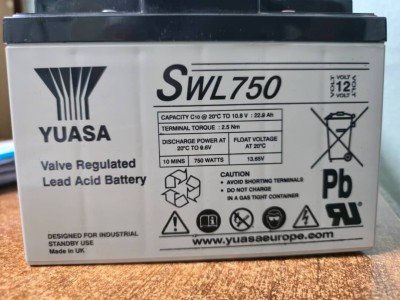 YUASA
SWL750
12 VOLT VOLT VOLT VOLT
CAPACITY C10 @ 20°C TO 10.8 V : 22.9 Ah
TERMINAL TORQUE : 2.5 Nm
DISCHARGE POWER AT 20°C TO 9.6V
FLOAT VOLTAGE AT 20°C
10 MINS 750 WATTS 13.65V
Valve Regulated
Lead Acid Battery
CAUTION
• AVOID SHORTING TERMINALS
• DO NOT CHARGE
IN A GAS TIGHT CONTAINER
Pb
DESIGNED FOR INDUSTRIAL
STANDBY USE
Made in UK
www.yuasaeurope.com